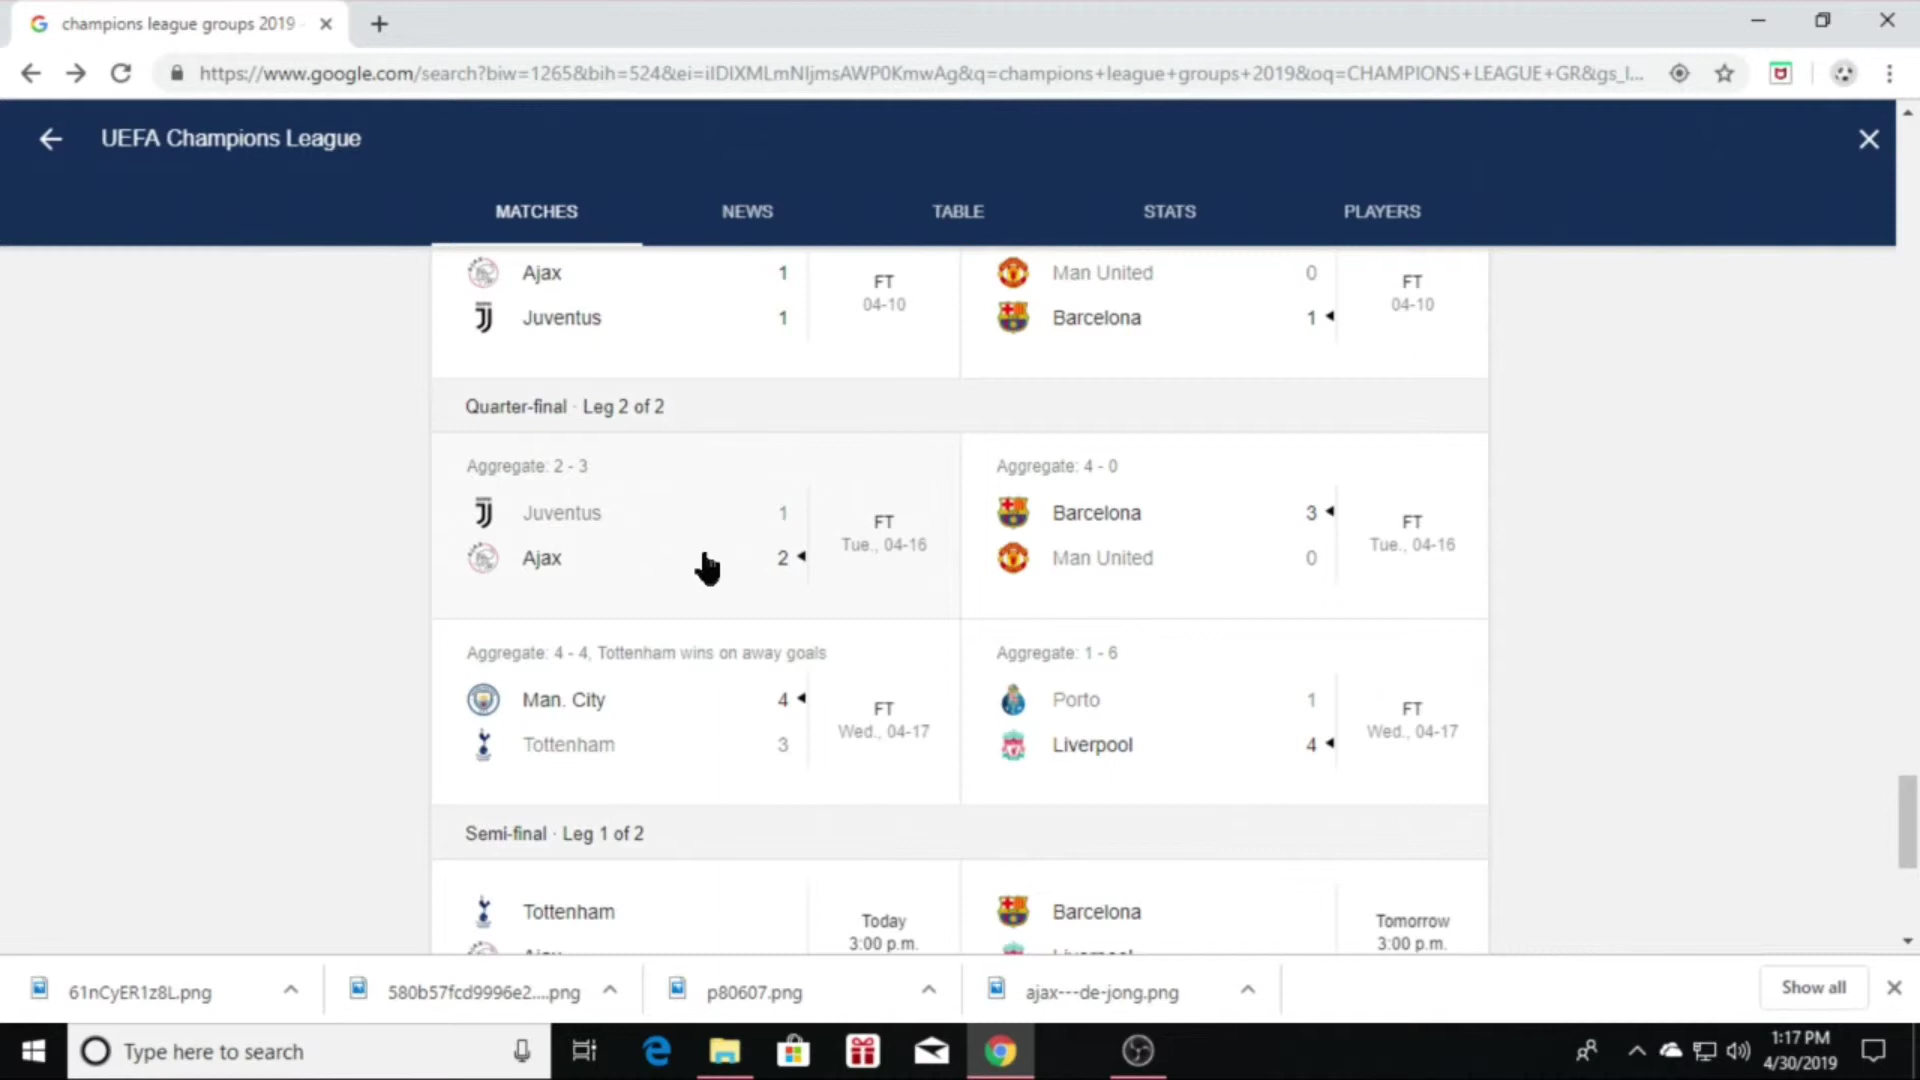 champions league groups 2019
https://www.google.com/search?biw=1265&bih=524&ei=iIDIXMLmNIjmsAWP0KmwAg&q=champions+league+groups+2019&oq=CHAMPIONS+LEAGUE+GR&gs_l...
UEFA Champions League
MATCHES NEWS TABLE STATS PLAYERS
Ajax 1
Juventus 1
FT
04-10
Man United 0
Barcelona 1
FT
04-10
Quarter-final · Leg 2 of 2
Aggregate: 2 - 3
Juventus 1
Ajax 2
FT
Tue., 04-16
Aggregate: 4 - 0
Barcelona 3
Man United 0
FT
Tue., 04-16
Aggregate: 4 - 4, Tottenham wins on away goals
Man. City 4
Tottenham 3
FT
Wed., 04-17
Aggregate: 1 - 6
Porto 1
Liverpool 4
FT
Wed., 04-17
Semi-final · Leg 1 of 2
Tottenham
Ajax
Today
3:00 p.m.
Barcelona
Liverpool
Tomorrow
3:00 p.m.
61nCyER1z8L.png
580b57fcd9996e2....png
p80607.png
ajax---de-jong.png
Show all
Type here to search
1:17 PM
4/30/2019